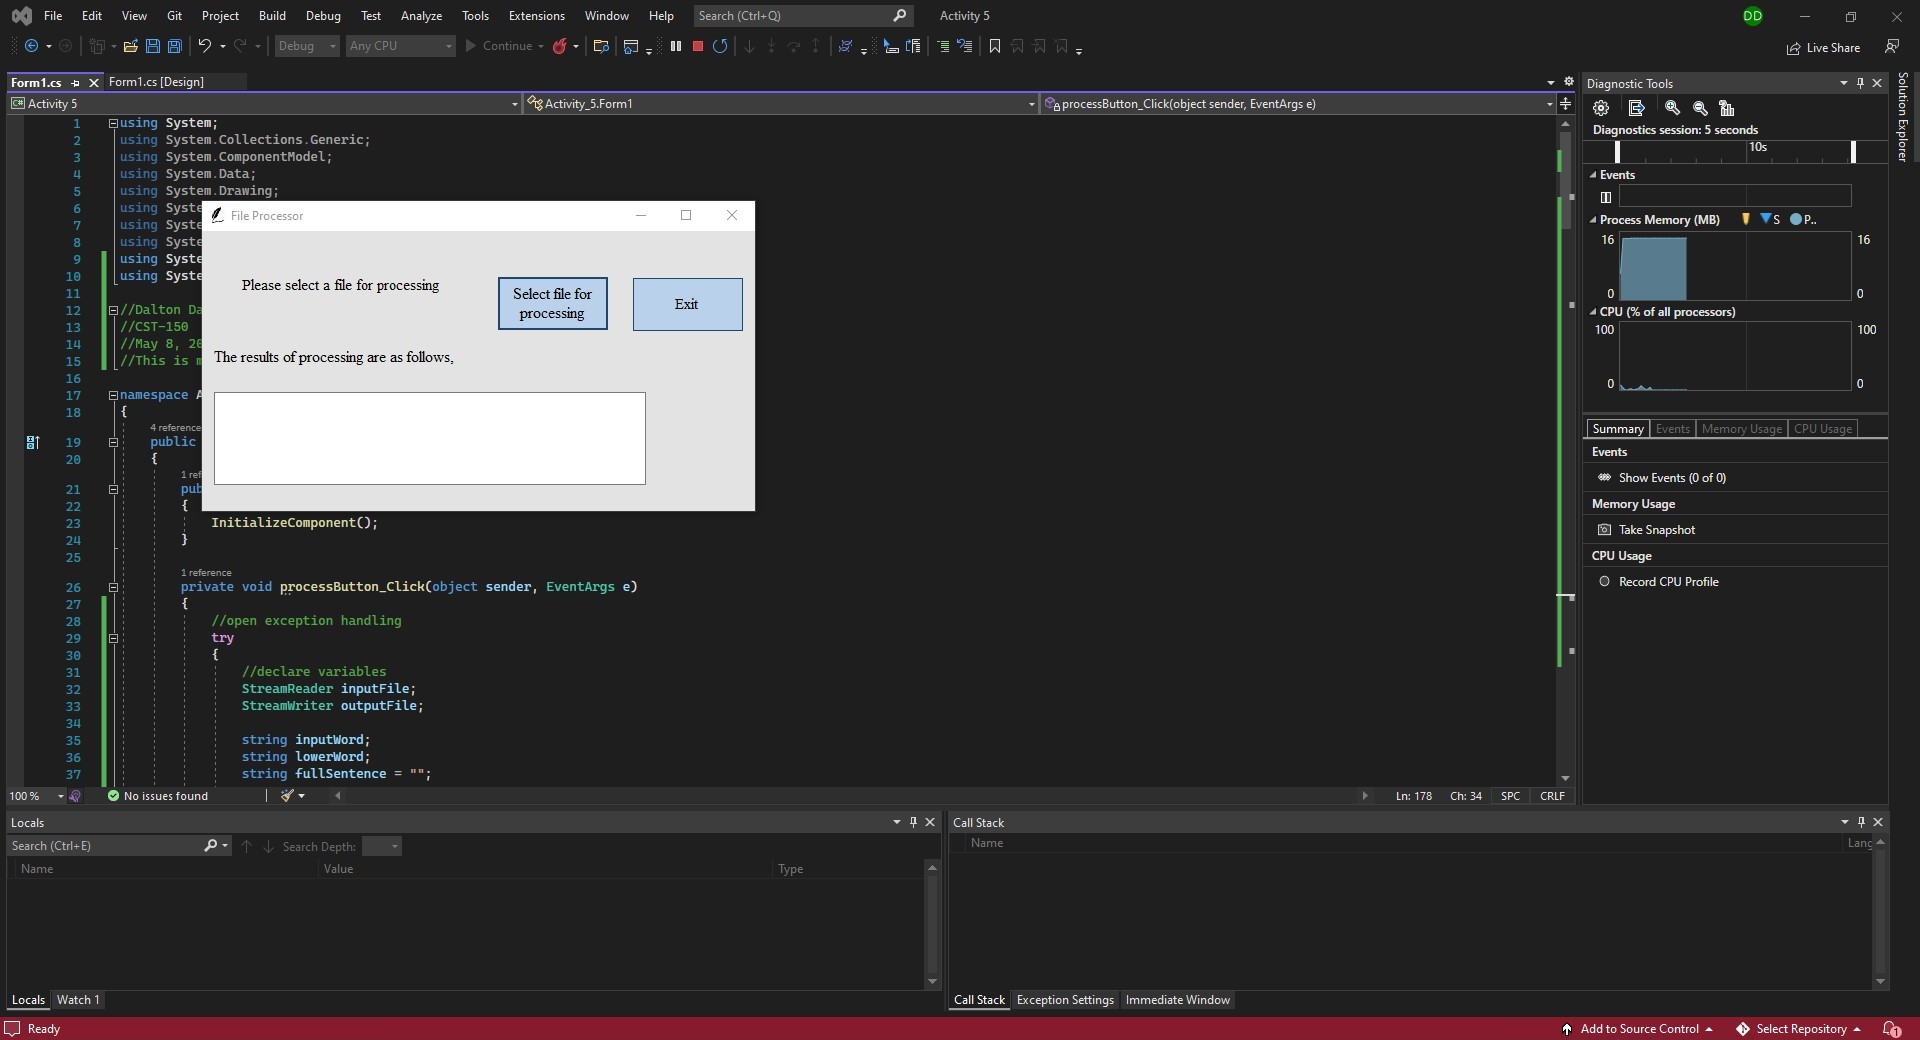 File Edit View Git Project Build Debug Test Analyze Tools Extensions Window Help Search (Ctrl+Q) Activity 5 DD
Debug Any CPU Continue Live Share
Form1.cs Form1.cs [Design]
Activity 5 Activity_5.Form1 processButton_Click(object sender, EventArgs e)
1 using System;
2 using System.Collections.Generic;
3 using System.ComponentModel;
4 using System.Data;
5 using System.Drawing;
6 using Syste
7 using Syste
8 using Syste
9 using Syste
10 using Syste
11
12 //Dalton Da
13 //CST-150
14 //May 8, 20
15 //This is m
16
17 namespace A
18 {
4 reference
19 public
20 {
1 ref
21 pub
22 {
23 InitializeComponent();
24 }
25
1 reference
26 private void processButton_Click(object sender, EventArgs e)
27 {
28 //open exception handling
29 try
30 {
31 //declare variables
32 StreamReader inputFile;
33 StreamWriter outputFile;
34
35 string inputWord;
36 string lowerWord;
37 string fullSentence = "";
File Processor
Please select a file for processing
Select file for
processing
Exit
The results of processing are as follows,
100 % No issues found Ln: 178 Ch: 34 SPC CRLF
Diagnostic Tools
Diagnostics session: 5 seconds
10s
Events
Process Memory (MB) S P..
16 16
0 0
CPU (% of all processors)
100 100
0 0
Summary Events Memory Usage CPU Usage
Events
Show Events (0 of 0)
Memory Usage
Take Snapshot
CPU Usage
Record CPU Profile
Solution Explorer
Locals
Search (Ctrl+E) Search Depth:
Name Value Type
Locals Watch 1
Call Stack
Name Lang
Call Stack Exception Settings Immediate Window
Ready Add to Source Control Select Repository 1